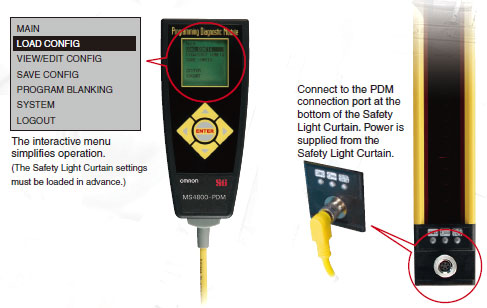 MAIN
LOAD CONFIG
VIEW/EDIT CONFIG
SAVE CONFIG
PROGRAM BLANKING
SYSTEM
LOGOUT
The interactive menu
simplifies operation.
(The Safety Light Curtain settings
must be loaded in advance.)
Programming Diagnostic Module
ENTER
omron
MS4800-PDM
Connect to the PDM
connection port at the
bottom of the Safety
Light Curtain. Power is
supplied from the
Safety Light Curtain.